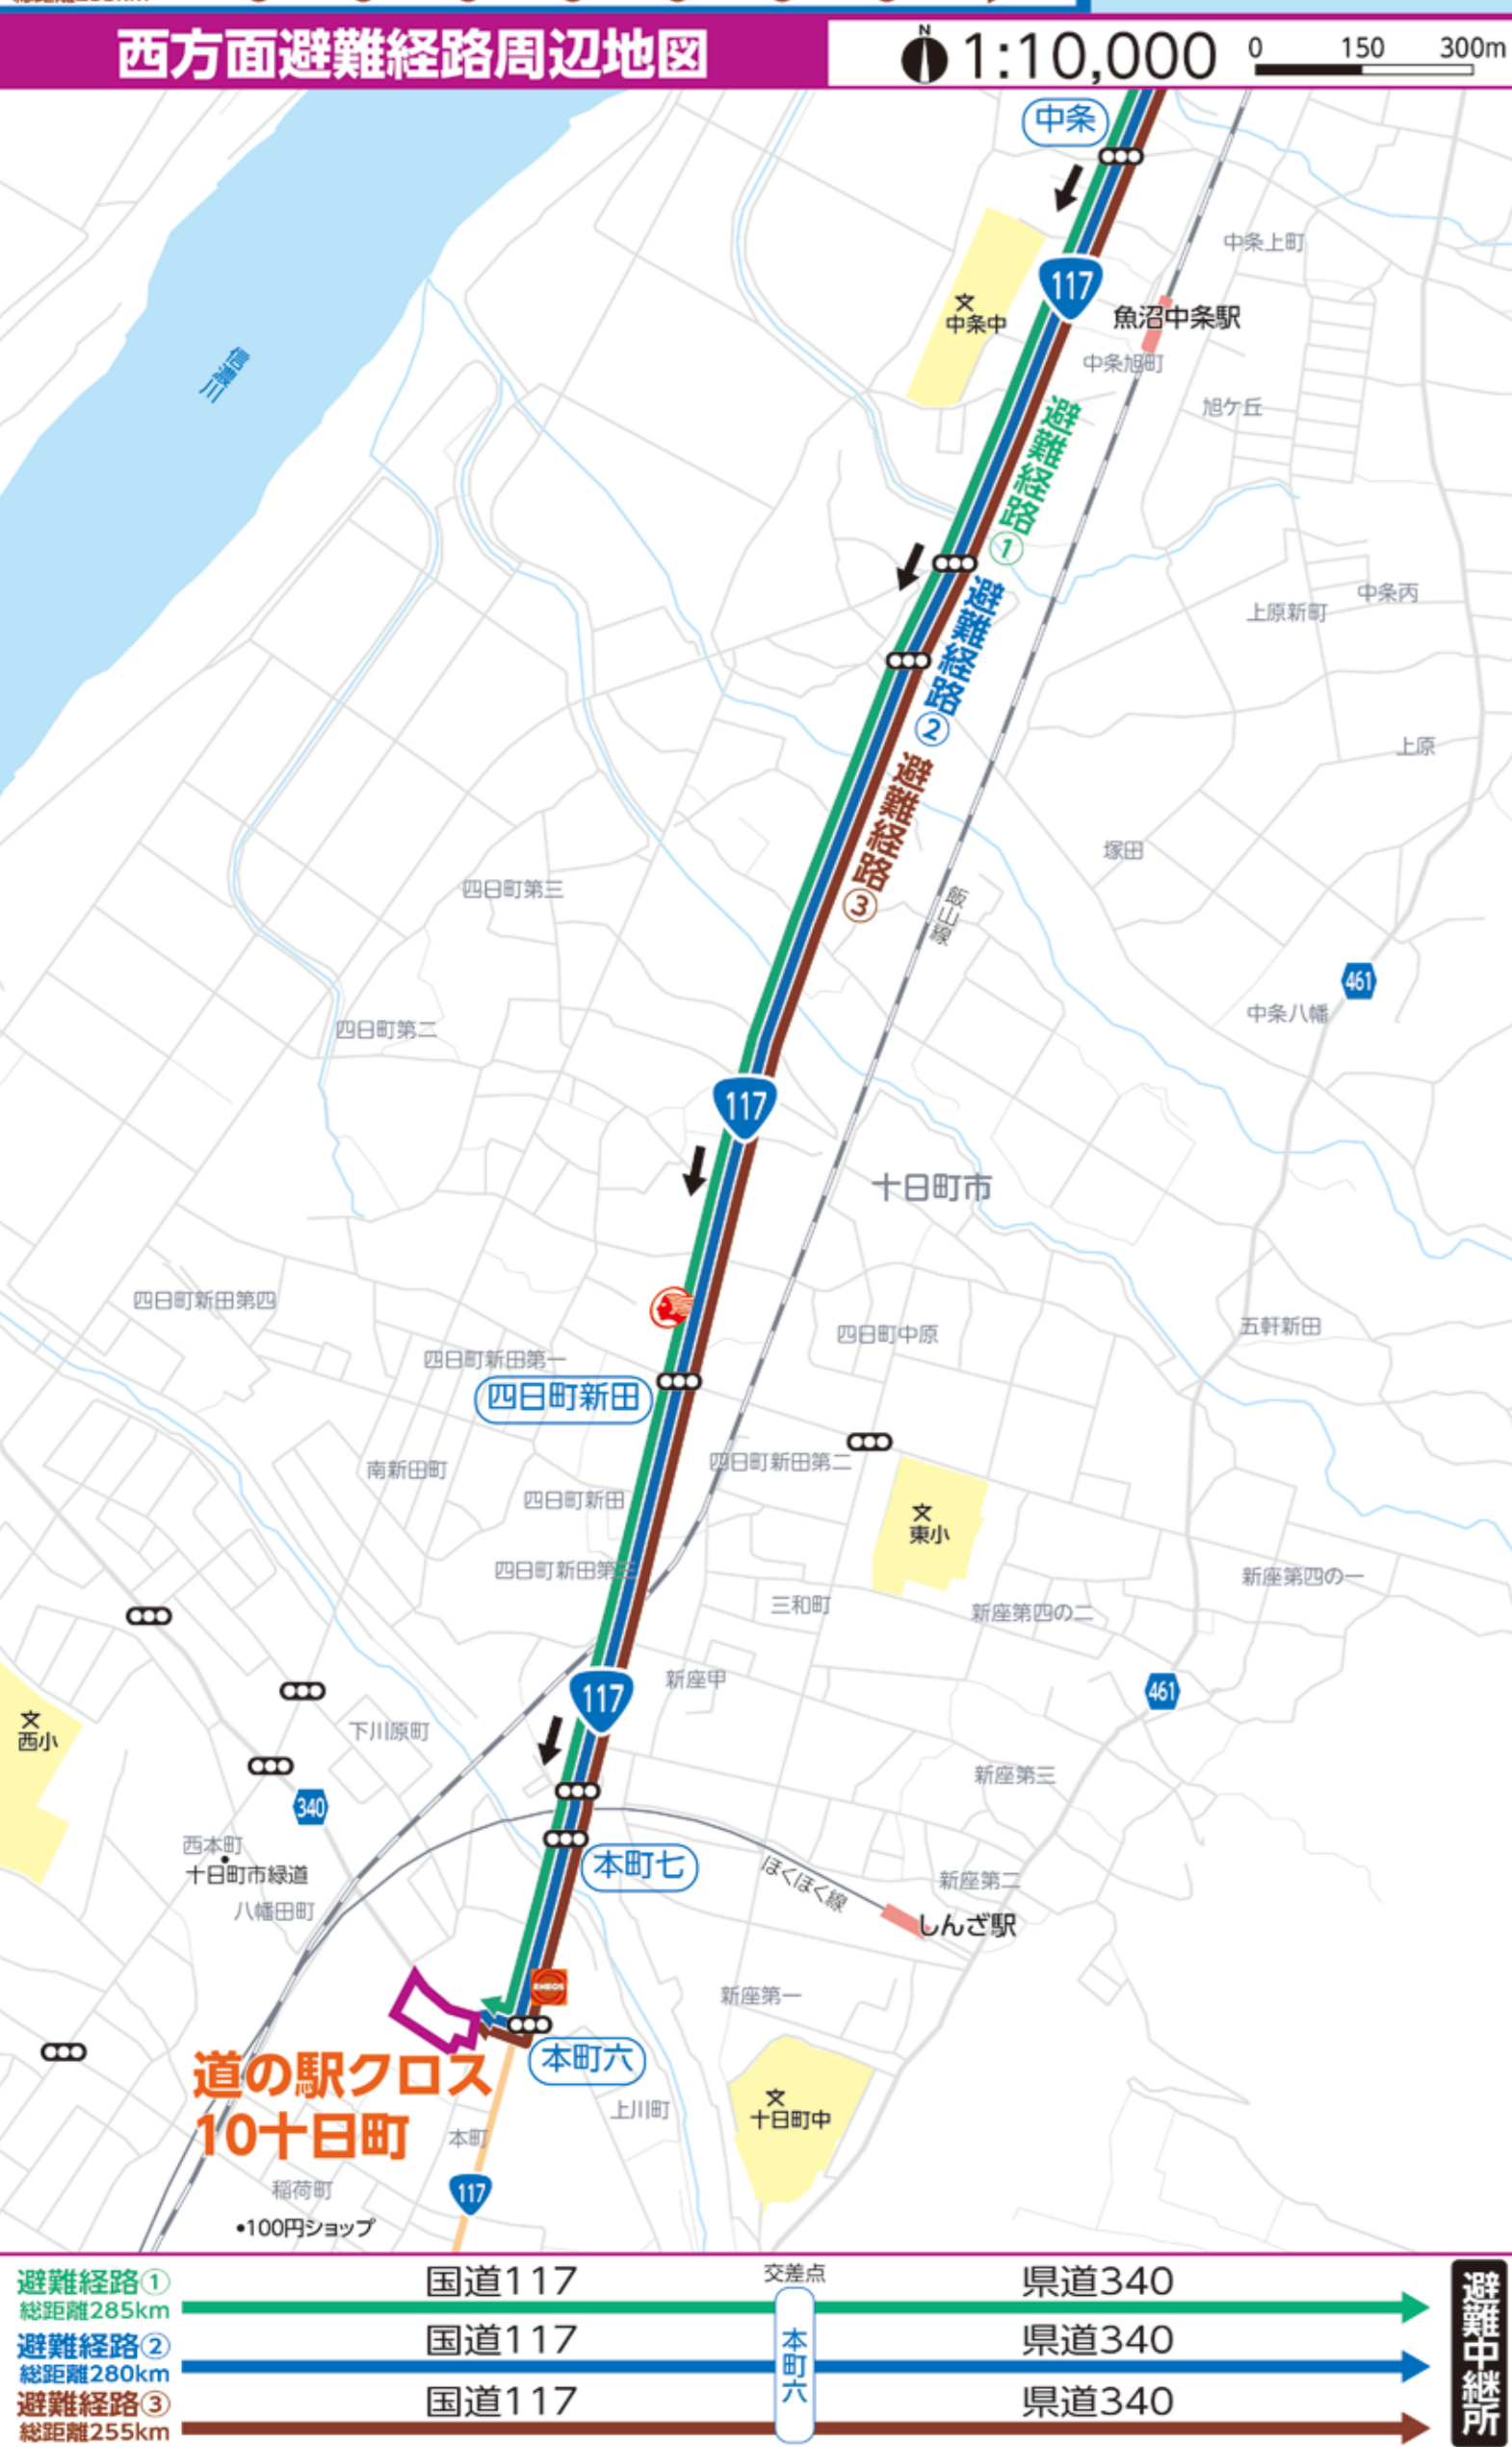 西方面避難経路周辺地図
N
1:10,000
0 150 300m
中条
中条上町
117
魚沼中条駅
文
中条中
信濃川
中条旭町
旭ケ丘
避難経路①
中条丙
上原新町
避難経路②
上原
避難経路③
塚田
四日町第三
飯山線
461
中条八幡
四日町第二
117
十日町市
四日町新田第四
五軒新田
四日町中原
四日町新田第一
四日町新田
四日町新田第二
南新田町
四日町新田
文
東小
四日町新田第三
新座第四の一
三和町
新座第四の二
新座甲
117
461
文
西小
下川原町
新座第三
340
西本町
十日町市緑道
本町七
ほくほく線
新座第二
八幡田町
しんざ駅
ENEOS
新座第一
本町六
道の駅クロス
10十日町
上川町
文
十日町中
本町
稲荷町
117
•100円ショップ
避難経路① 国道117 交差点 県道340
総距離285km
避難経路② 国道117 本町六 県道340
総距離280km
避難経路③ 国道117 県道340
総距離255km
避難中継所